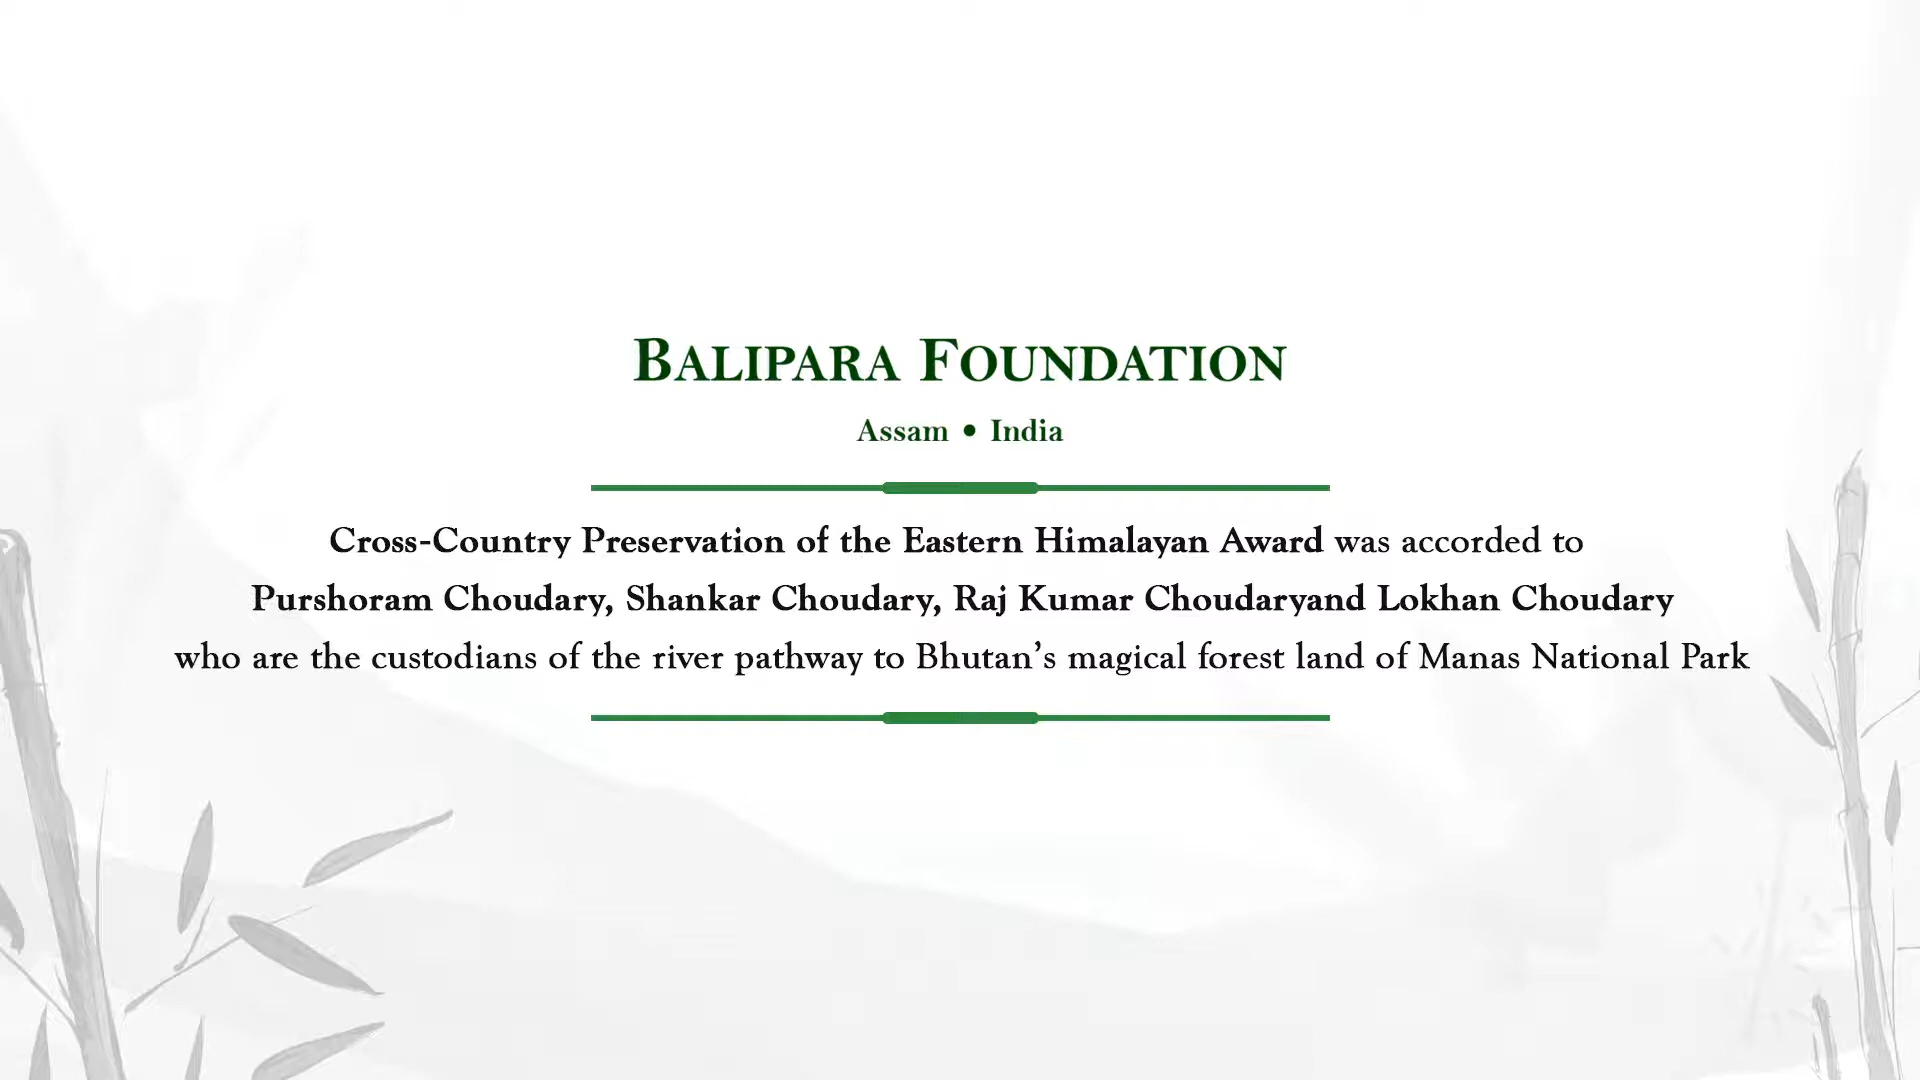 BALIPARA FOUNDATION
Assam • India
Cross-Country Preservation of the Eastern Himalayan Award was accorded to
Purshoram Choudary, Shankar Choudary, Raj Kumar Choudaryand Lokhan Choudary
who are the custodians of the river pathway to Bhutan’s magical forest land of Manas National Park